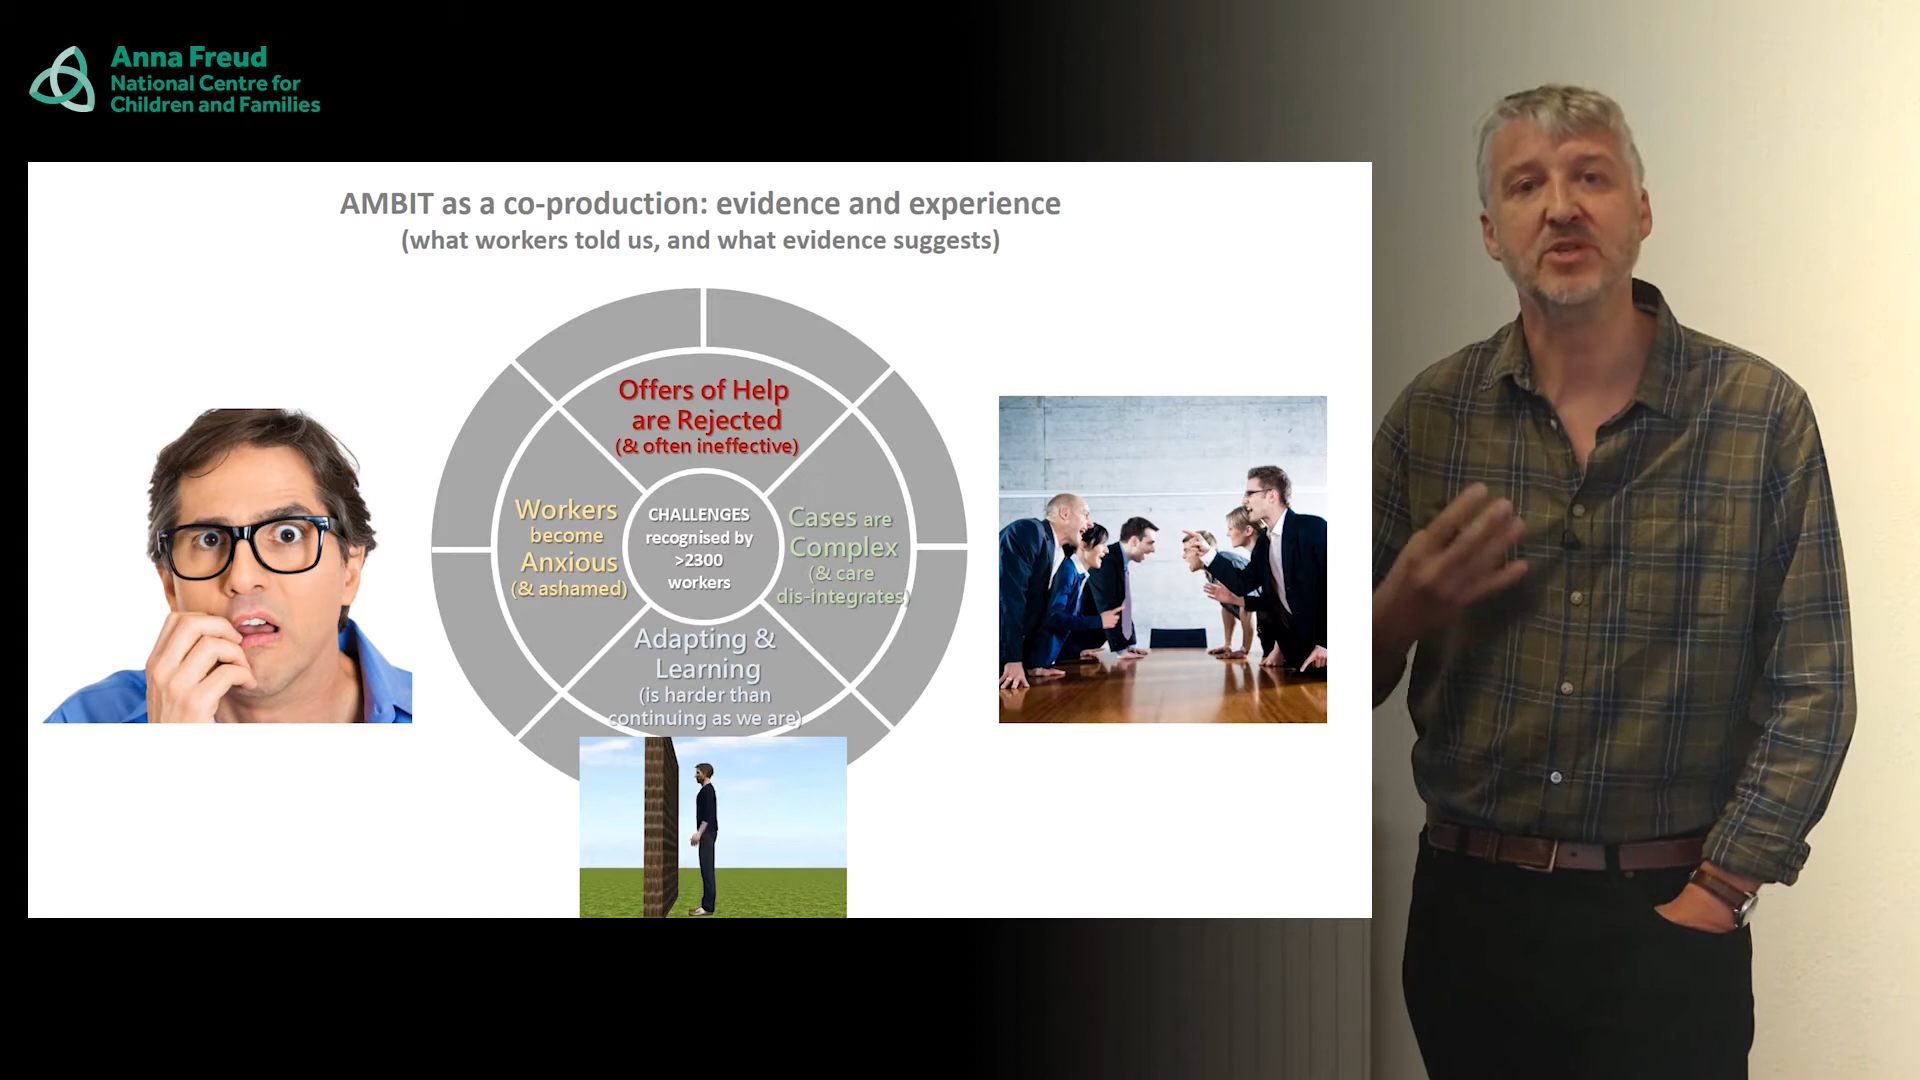 Anna Freud
National Centre for
Children and Families
AMBIT as a co-production: evidence and experience
(what workers told us, and what evidence suggests)
Offers of Help
are Rejected
(& often ineffective)
Workers
become
Anxious
(& ashamed)
CHALLENGES
recognised by
>2300
workers
Cases are
Complex
(& care
dis-integrates)
Adapting &
Learning
(is harder than
continuing as we are)